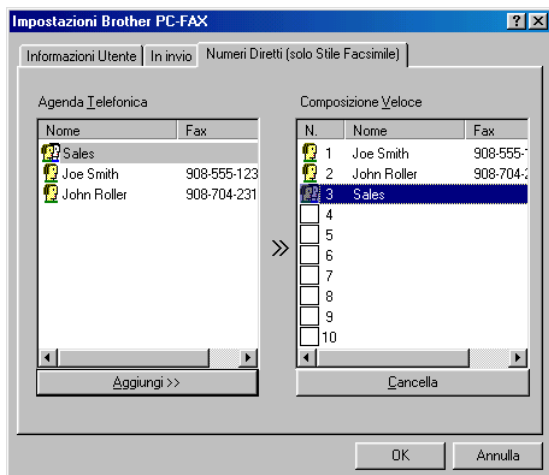 Impostazioni Brother PC-FAX
Informazioni Utente In invio Numeri Diretti (solo Stile Facsimile)
Agenda Telefonica
Nome Fax
Sales
Joe Smith 908-555-123
John Roller 908-704-231
Aggiungi >>
Composizione Veloce
N. Nome Fax
1 Joe Smith 908-555-
2 John Roller 908-704-
3 Sales
4
5
6
7
8
9
10
Cancella
OK Annulla